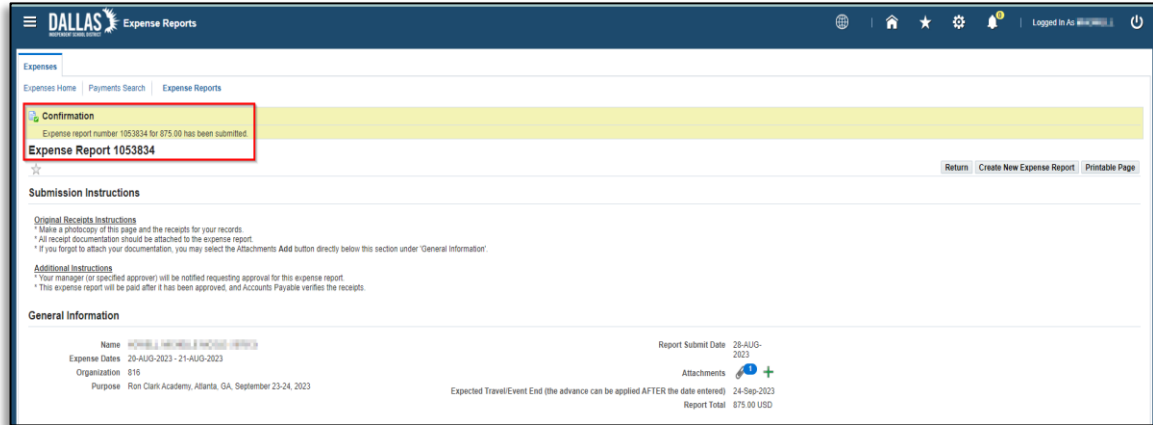 DALLAS Expense Reports
INDEPENDENT SCHOOL DISTRICT
0
Logged In As
Expenses
Expenses Home Payments Search Expense Reports
Confirmation
Expense report number 1053834 for 875.00 has been submitted.
Expense Report 1053834
Return Create New Expense Report Printable Page
Submission Instructions
Original Receipts Instructions
* Make a photocopy of this page and the receipts for your records.
* All receipt documentation should be attached to the expense report.
* If you forgot to attach your documentation, you may select the Attachments Add button directly below this section under 'General Information'.
Additional Instructions
* Your manager (or specified approver) will be notified requesting approval for this expense report.
* This expense report will be paid after it has been approved, and Accounts Payable verifies the receipts.
General Information
Name
Expense Dates 20-AUG-2023 - 21-AUG-2023
Organization 816
Purpose Ron Clark Academy, Atlanta, GA, September 23-24, 2023
Report Submit Date 28-AUG-
2023
Attachments 1
Expected Travel/Event End (the advance can be applied AFTER the date entered) 24-Sep-2023
Report Total 875.00 USD